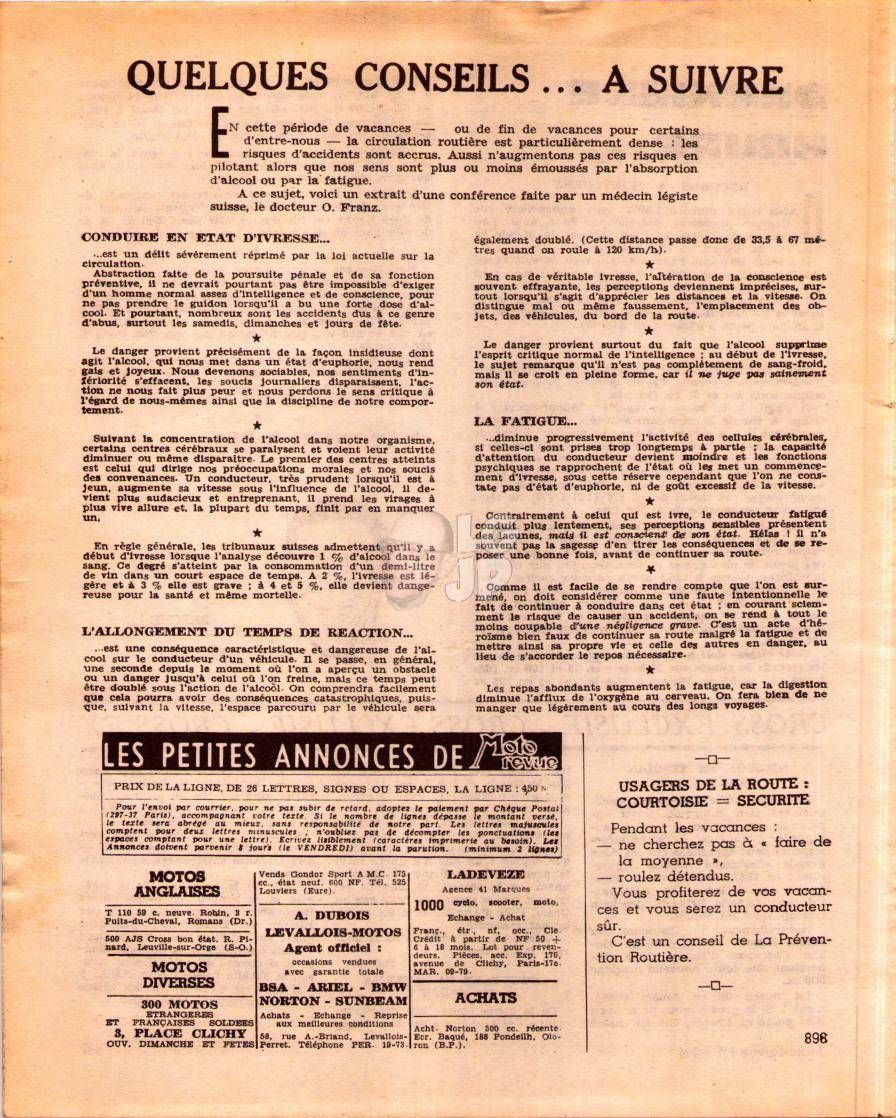 QUELQUES CONSEILS ... A SUIVRE
EN cette période de vacances — ou de fin de vacances pour certains
d'entre-nous — la circulation routière est particulièrement dense : les
risques d'accidents sont accrus. Aussi n'augmentons pas ces risques en
pilotant alors que nos sens sont plus ou moins émoussés par l'absorption
d'alcool ou par la fatigue.
A ce sujet, voici un extrait d'une conférence faite par un médecin légiste
suisse, le docteur O. Franz.
CONDUIRE EN ETAT D'IVRESSE...
...est un délit sévèrement réprimé par la loi actuelle sur la
circulation.
Abstraction faite de la poursuite pénale et de sa fonction
préventive, il ne devrait pourtant pas être impossible d'exiger
d'un homme normal assez d'intelligence et de conscience, pour
ne pas prendre le guidon lorsqu'il a bu une forte dose d'al-
cool. Et pourtant, nombreux sont les accidents dus à ce genre
d'abus, surtout les samedis, dimanches et jours de fête.
★
Le danger provient précisément de la façon insidieuse dont
agit l'alcool, qui nous met dans un état d'euphorie, nous rend
gais et joyeux. Nous devenons sociables, nos sentiments d'in-
fériorité s'effacent, les soucis journaliers disparaissent, l'ac-
tion ne nous fait plus peur et nous perdons le sens critique à
l'égard de nous-mêmes ainsi que la discipline de notre compor-
tement.
★
Suivant la concentration de l'alcool dans notre organisme,
certains centres cérébraux se paralysent et voient leur activité
diminuer ou même disparaître. Le premier des centres atteints
est celui qui dirige nos préoccupations morales et nos soucis
des convenances. Un conducteur, très prudent lorsqu'il est à
jeun, augmente sa vitesse sous l'influence de l'alcool, il de-
vient plus audacieux et entreprenant, il prend les virages à
plus vive allure et, la plupart du temps, finit par en manquer
un.
★
En règle générale, les tribunaux suisses admettent qu'il y a
début d'ivresse lorsque l'analyse découvre 1 % d'alcool dans le
sang. Ce degré s'atteint par la consommation d'un demi-litre
de vin dans un court espace de temps. A 2 %, l'ivresse est lé-
gère et à 3 % elle est grave ; à 4 et 5 %, elle devient dange-
reuse pour la santé et même mortelle.
L'ALLONGEMENT DU TEMPS DE REACTION...
...est une conséquence caractéristique et dangereuse de l'al-
cool sur le conducteur d'un véhicule. Il se passe, en général,
une seconde depuis le moment où l'on a aperçu un obstacle
ou un danger jusqu'à celui où l'on freine, mais ce temps peut
être doublé sous l'action de l'alcool. On comprendra facilement
que cela pourra avoir des conséquences catastrophiques, puis-
que, suivant la vitesse, l'espace parcouru par le véhicule sera
également doublé. (Cette distance passe donc de 33,5 à 67 mè-
tres quand on roule à 120 km/h).
★
En cas de véritable ivresse, l'altération de la conscience est
souvent effrayante, les perceptions deviennent imprécises, sur-
tout lorsqu'il s'agit d'apprécier les distances et la vitesse. On
distingue mal ou même faussement, l'emplacement des ob-
jets, des véhicules, du bord de la route.
★
Le danger provient surtout du fait que l'alcool supprime
l'esprit critique normal de l'intelligence ; au début de l'ivresse,
le sujet remarque qu'il n'est pas complètement de sang-froid,
mais il se croit en pleine forme, car il ne juge pas sainement
son état.
LA FATIGUE...
...diminue progressivement l'activité des cellules cérébrales,
si celles-ci sont prises trop longtemps à partie ; la capacité
d'attention du conducteur devient moindre et les fonctions
psychiques se rapprochent de l'état où les met un commence-
ment d'ivresse, sous cette réserve cependant que l'on ne cons-
tate pas d'état d'euphorie, ni de goût excessif de la vitesse.
★
Contrairement à celui qui est ivre, le conducteur fatigué
conduit plus lentement, ses perceptions sensibles présentent
des lacunes, mais il est conscient de son état. Hélas ! il n'a
souvent pas la sagesse d'en tirer les conséquences et de se re-
poser une bonne fois, avant de continuer sa route.
★
Comme il est facile de se rendre compte que l'on est sur-
mené, on doit considérer comme une faute intentionnelle le
fait de continuer à conduire dans cet état ; en courant sciem-
ment le risque de causer un accident, on se rend à tout le
moins coupable d'une négligence grave. C'est un acte d'hé-
roïsme bien faux de continuer sa route malgré la fatigue et de
mettre ainsi sa propre vie et celle des autres en danger, au
lieu de s'accorder le repos nécessaire.
★
Les repas abondants augmentent la fatigue, car la digestion
diminue l'afflux de l'oxygène au cerveau. On fera bien de ne
manger que légèrement au cours des longs voyages.
LES PETITES ANNONCES DE Moto revue
PRIX DE LA LIGNE, DE 26 LETTRES, SIGNES OU ESPACES, LA LIGNE : 4,50 N
Pour l'envoi par courrier, pour ne pas subir de retard, adoptez le paiement par Chèque Postal
(297-37 Paris), accompagnant votre texte. Si le nombre de lignes dépasse le montant versé,
le texte sera abrégé au mieux, sans responsabilité de notre part. Les lettres majuscules
comptent pour deux lettres minuscules ; n'oubliez pas de décompter les ponctuations (les
espaces comptant pour une lettre). Ecrivez lisiblement (caractères imprimerie au besoin). Les
Annonces doivent parvenir 8 jours (le VENDREDI) avant la parution. (minimum 2 lignes)
MOTOS
ANGLAISES
T 110 59 c. neuve. Rohin, 3 r.
Puits-du-Cheval, Romans (Dr.)
500 AJS Cross bon état. R. Pi-
nard, Leuville-sur-Orge (S-O.)
MOTOS
DIVERSES
300 MOTOS
ETRANGERES
ET FRANÇAISES SOLDEES
3, PLACE CLICHY
OUV. DIMANCHE ET FETES
Vends Gondor Sport A.M.C. 175
cc., état neuf. 600 NF. Tél. 525
Louviers (Eure).
A. DUBOIS
LEVALLOIS-MOTOS
Agent officiel :
occasions vendues
avec garantie totale
BSA - ARIEL - BMW
NORTON - SUNBEAM
Achats - Echange - Reprise
aux meilleures conditions
58, rue A.-Briand, Levallois-
Perret. Téléphone PER. 19-73
LADEVEZE
Agence 41 Marques
1000 cyclo, scooter, moto,
Echange - Achat
Franç., étr., nf, occ., Cie
Crédit à partir de NF 50 +
6 à 18 mois. Lot pour reven-
deurs. Pièces, acc. Exp. 170,
avenue de Clichy, Paris-17e.
MAR. 09-79.
ACHATS
Acht. Norton 500 cc. récente.
Ecr. Baqué, 188 Pondeilh, Olo-
ron (B.P.).
USAGERS DE LA ROUTE :
COURTOISIE = SECURITE
Pendant les vacances :
— ne cherchez pas à « faire de
la moyenne »,
— roulez détendus.
Vous profiterez de vos vacan-
ces et vous serez un conducteur
sûr.
C'est un conseil de La Préven-
tion Routière.
898